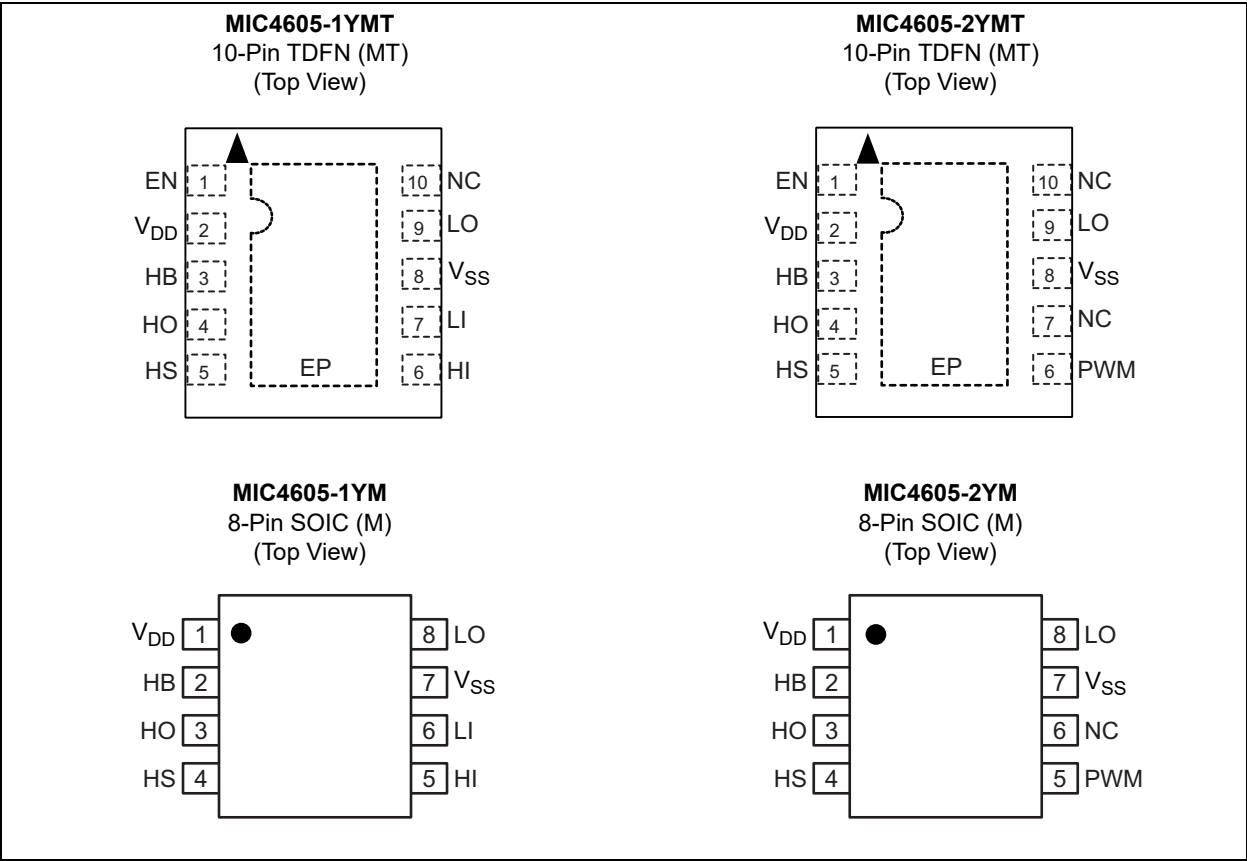 MIC4605-1YMT
10-Pin TDFN (MT)
(Top View)
EN 1
10 NC
VDD 2
9 LO
HB 3
8 VSS
HO 4
7 LI
HS 5
EP
6 HI
MIC4605-2YMT
10-Pin TDFN (MT)
(Top View)
EN 1
10 NC
VDD 2
9 LO
HB 3
8 VSS
HO 4
7 NC
HS 5
EP
6 PWM
MIC4605-1YM
8-Pin SOIC (M)
(Top View)
VDD 1
8 LO
HB 2
7 VSS
HO 3
6 LI
HS 4
5 HI
MIC4605-2YM
8-Pin SOIC (M)
(Top View)
VDD 1
8 LO
HB 2
7 VSS
HO 3
6 NC
HS 4
5 PWM